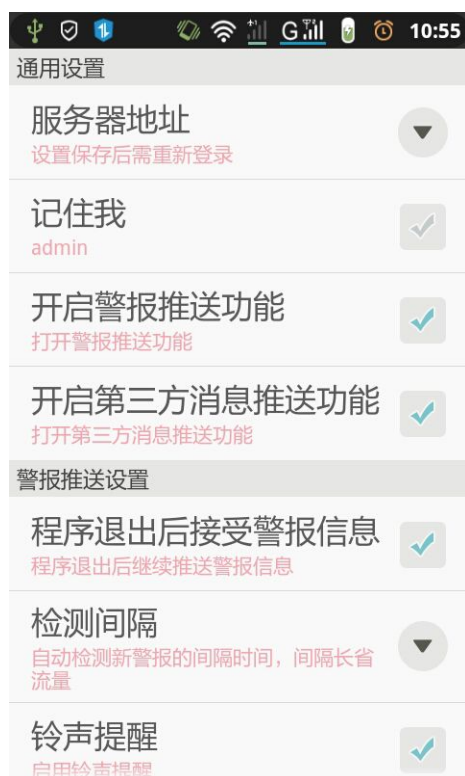 G 10:55
通用设置
服务器地址
设置保存后需重新登录
记住我
admin
开启警报推送功能
打开警报推送功能
开启第三方消息推送功能
打开第三方消息推送功能
警报推送设置
程序退出后接受警报信息
程序退出后继续推送警报信息
检测间隔
自动检测新警报的间隔时间，间隔长省
流量
铃声提醒
启用铃声提醒